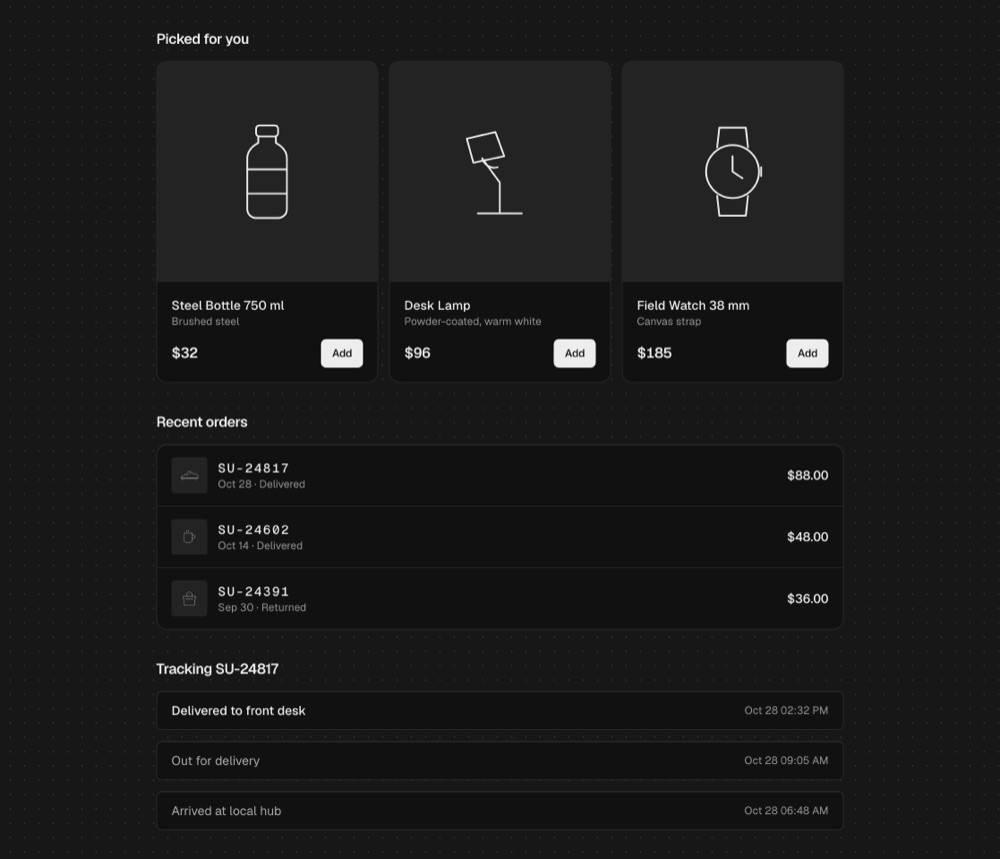 Picked for you
Steel Bottle 750 ml
Brushed steel
$32
Add
Desk Lamp
Powder-coated, warm white
$96
Add
Field Watch 38 mm
Canvas strap
$185
Add
Recent orders
SU-24817
Oct 28 · Delivered
$88.00
SU-24602
Oct 14 · Delivered
$48.00
SU-24391
Sep 30 · Returned
$36.00
Tracking SU-24817
Delivered to front desk
Oct 28 02:32 PM
Out for delivery
Oct 28 09:05 AM
Arrived at local hub
Oct 28 06:48 AM